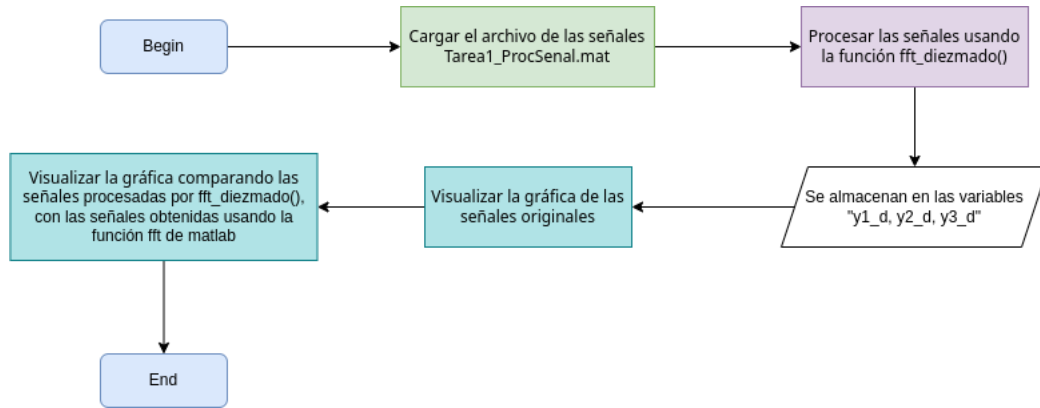 Begin
Cargar el archivo de las señales
Tarea1_ProcSenal.mat
Procesar las señales usando
la función fft_diezmado()
Se almacenan en las variables
"y1_d, y2_d, y3_d"
Visualizar la gráfica de las
señales originales
Visualizar la gráfica comparando las
señales procesadas por fft_diezmado(),
con las señales obtenidas usando la
función fft de matlab
End